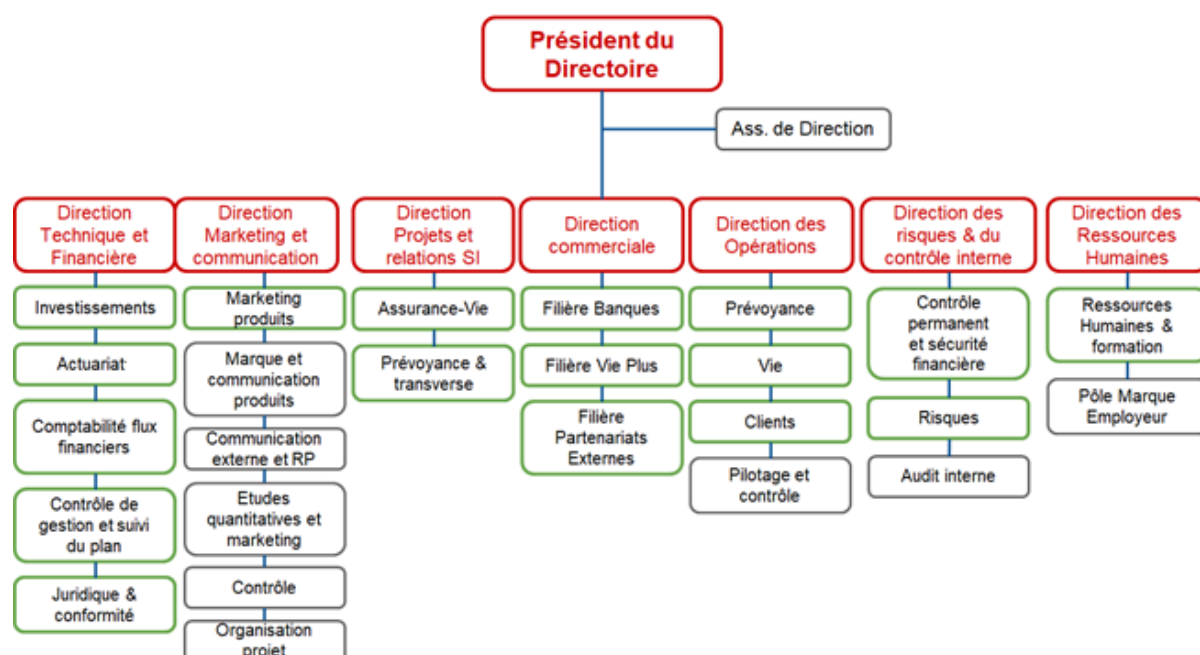 Président du
Directoire
Ass. de Direction
Direction
Technique et
Financière
Investissements
Actuariat
Comptabilité flux
financiers
Contrôle de
gestion et suivi
du plan
Juridique &
conformité
Direction
Marketing et
communication
Marketing
produits
Marque et
communication
produits
Communication
externe et RP
Etudes
quantitatives et
marketing
Contrôle
Organisation
projet
Direction
Projets et
relations SI
Assurance-Vie
Prévoyance &
transverse
Direction
commerciale
Filière Banques
Filière Vie Plus
Filière
Partenariats
Externes
Direction des
Opérations
Prévoyance
Vie
Clients
Pilotage et
contrôle
Direction des
risques & du
contrôle interne
Contrôle
permanent
et sécurité
financière
Risques
Audit interne
Direction des
Ressources
Humaines
Ressources
Humaines &
formation
Pôle Marque
Employeur